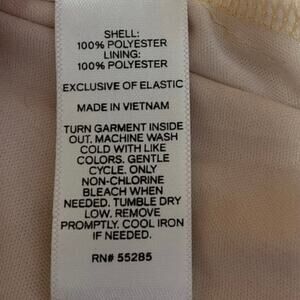 SHELL:
100% POLYESTER
LINING:
100% POLYESTER
EXCLUSIVE OF ELASTIC
MADE IN VIETNAM
TURN GARMENT INSIDE
OUT. MACHINE WASH
COLD WITH LIKE
COLORS. GENTLE
CYCLE. ONLY
NON-CHLORINE
BLEACH WHEN
NEEDED. TUMBLE DRY
LOW. REMOVE
PROMPTLY. COOL IRON
IF NEEDED.
RN# 55285